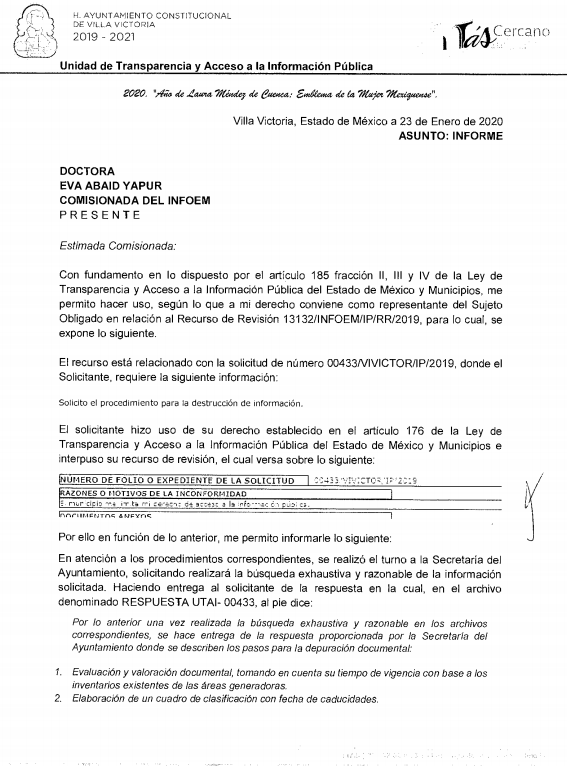 H. AYUNTAMIENTO CONSTITUCIONAL
DE VILLA VICTORIA
2019 - 2021
Más Cercano
Unidad de Transparencia y Acceso a la Información Pública
2020. "Año de Laura Méndez de Cuenca; Emblema de la Mujer Mexiquense".
Villa Victoria, Estado de México a 23 de Enero de 2020
ASUNTO: INFORME
DOCTORA
EVA ABAID YAPUR
COMISIONADA DEL INFOEM
P R E S E N T E
Estimada Comisionada:
Con fundamento en lo dispuesto por el artículo 185 fracción II, III y IV de la Ley de
Transparencia y Acceso a la Información Pública del Estado de México y Municipios, me
permito hacer uso, según lo que a mi derecho conviene como representante del Sujeto
Obligado en relación al Recurso de Revisión 13132/INFOEM/IP/RR/2019, para lo cual, se
expone lo siguiente.
El recurso está relacionado con la solicitud de número 00433/VIVICTOR/IP/2019, donde el
Solicitante, requiere la siguiente información:
Solicito el procedimiento para la destrucción de información.
El solicitante hizo uso de su derecho establecido en el artículo 176 de la Ley de
Transparencia y Acceso a la Información Pública del Estado de México y Municipios e
interpuso su recurso de revisión, el cual versa sobre lo siguiente:
NÚMERO DE FOLIO O EXPEDIENTE DE LA SOLICITUD 00433/VIVICTOR/IP/2019
RAZONES O MOTIVOS DE LA INCONFORMIDAD
El municipio me limita mi derecho de acceso a la información pública.
DOCUMENTOS ANEXOS
Por ello en función de lo anterior, me permito informarle lo siguiente:
En atención a los procedimientos correspondientes, se realizó el turno a la Secretaría del
Ayuntamiento, solicitando realizará la búsqueda exhaustiva y razonable de la información
solicitada. Haciendo entrega al solicitante de la respuesta en la cual, en el archivo
denominado RESPUESTA UTAI- 00433, al pie dice:
Por lo anterior una vez realizada la búsqueda exhaustiva y razonable en los archivos
correspondientes, se hace entrega de la respuesta proporcionada por la Secretaría del
Ayuntamiento donde se describen los pasos para la depuración documental:
1. Evaluación y valoración documental, tomando en cuenta su tiempo de vigencia con base a los
inventarios existentes de las áreas generadoras.
2. Elaboración de un cuadro de clasificación con fecha de caducidades.